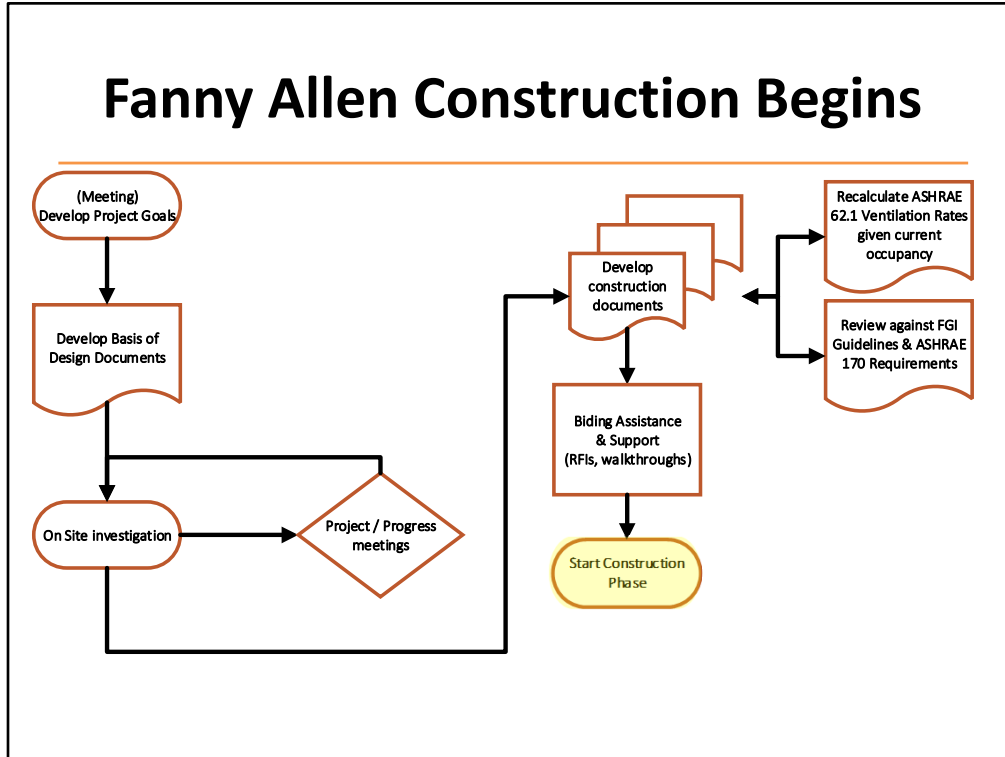 Fanny Allen Construction Begins
(Meeting)
Develop Project Goals
Develop Basis of
Design Documents
On Site investigation
Project / Progress
meetings
Develop
construction
documents
Recalculate ASHRAE
62.1 Ventilation Rates
given current
occupancy
Review against FGI
Guidelines & ASHRAE
170 Requirements
Biding Assistance
& Support
(RFIs, walkthroughs)
Start Construction
Phase